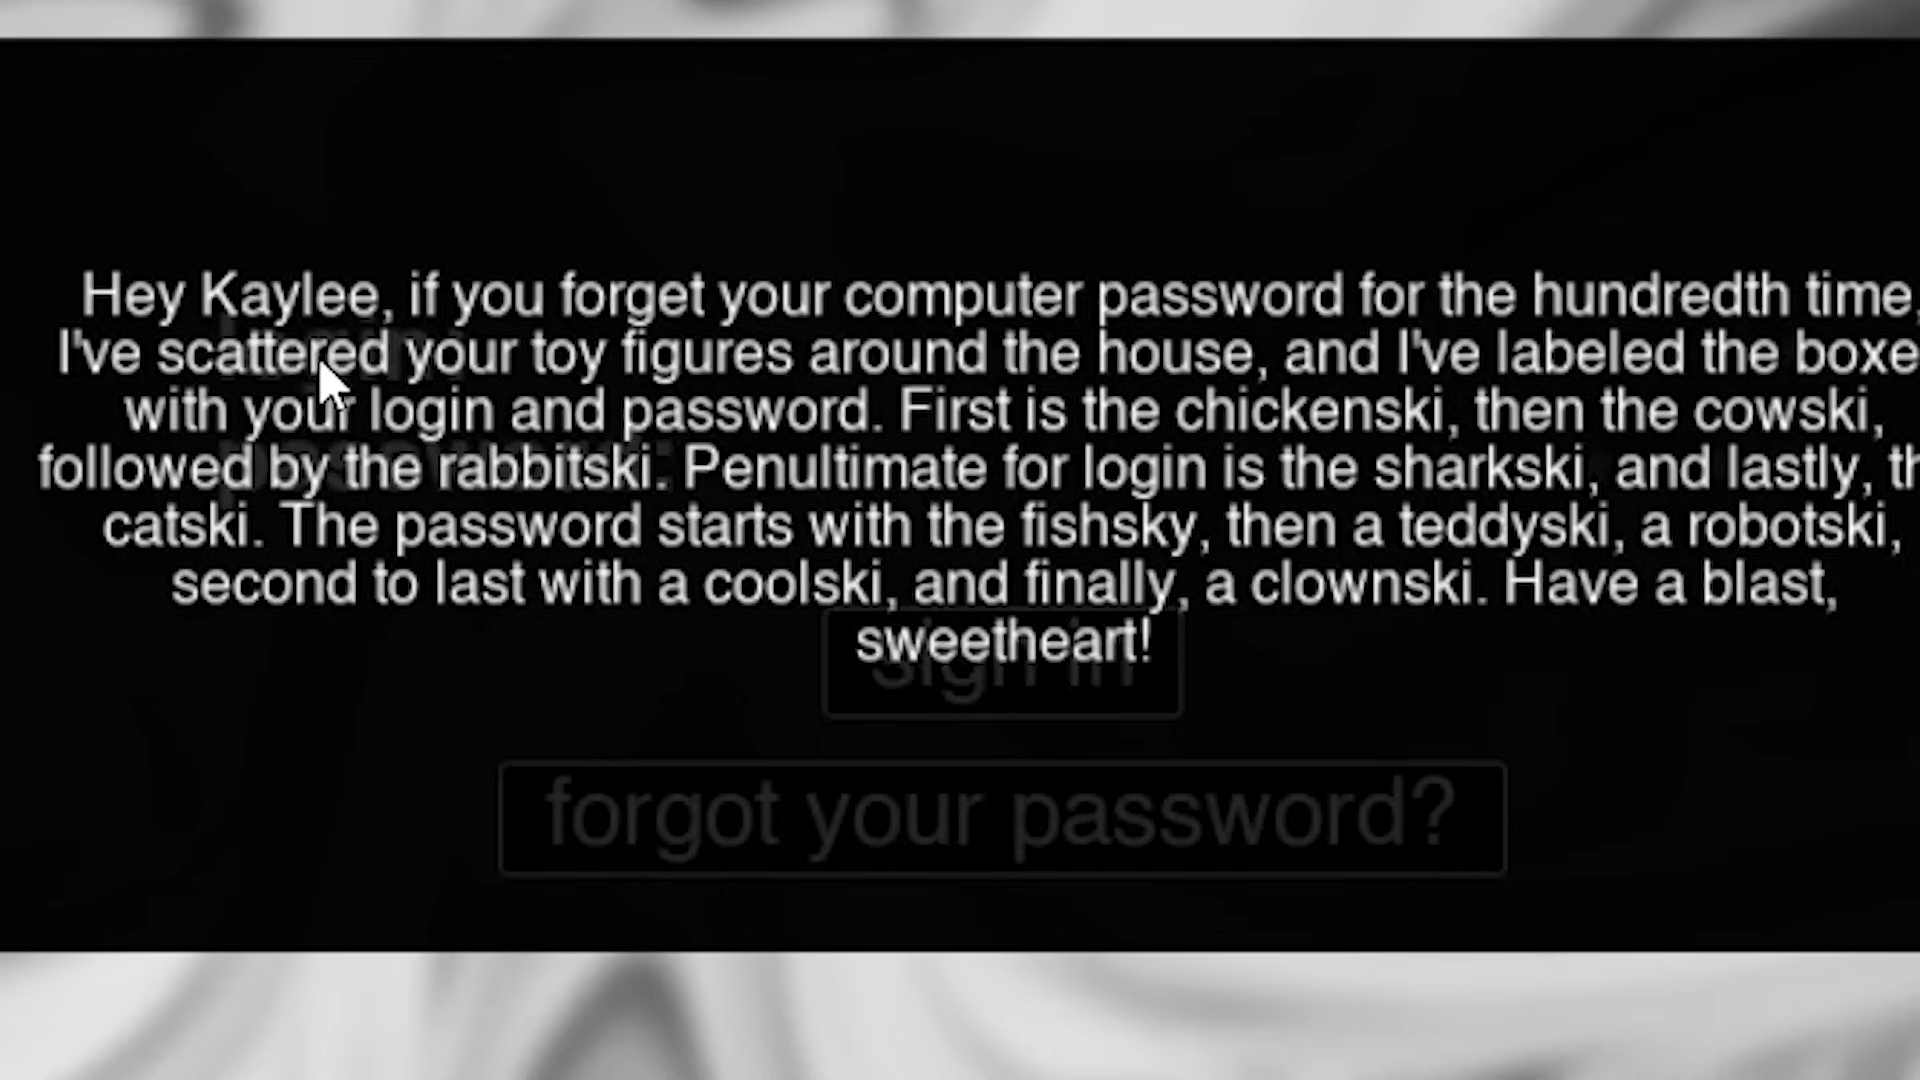 Hey Kaylee, if you forget your computer password for the hundredth time,
I've scattered your toy figures around the house, and I've labeled the boxe
with your login and password. First is the chickenski, then the cowski,
followed by the rabbitski. Penultimate for login is the sharkski, and lastly, th
catski. The password starts with the fishsky, then a teddyski, a robotski,
second to last with a coolski, and finally, a clownski. Have a blast,
sweetheart!
sign in
forgot your password?